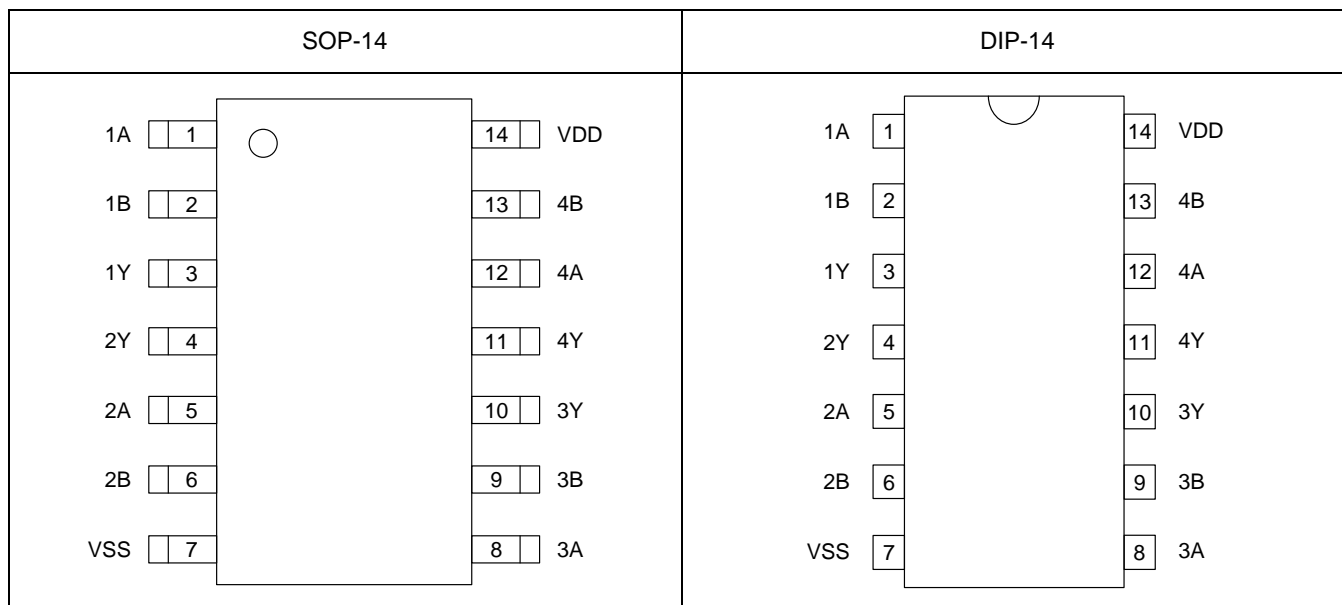 SOP-14
DIP-14
1A 1 14 VDD
1B 2 13 4B
1Y 3 12 4A
2Y 4 11 4Y
2A 5 10 3Y
2B 6 9 3B
VSS 7 8 3A
1A 1 14 VDD
1B 2 13 4B
1Y 3 12 4A
2Y 4 11 4Y
2A 5 10 3Y
2B 6 9 3B
VSS 7 8 3A